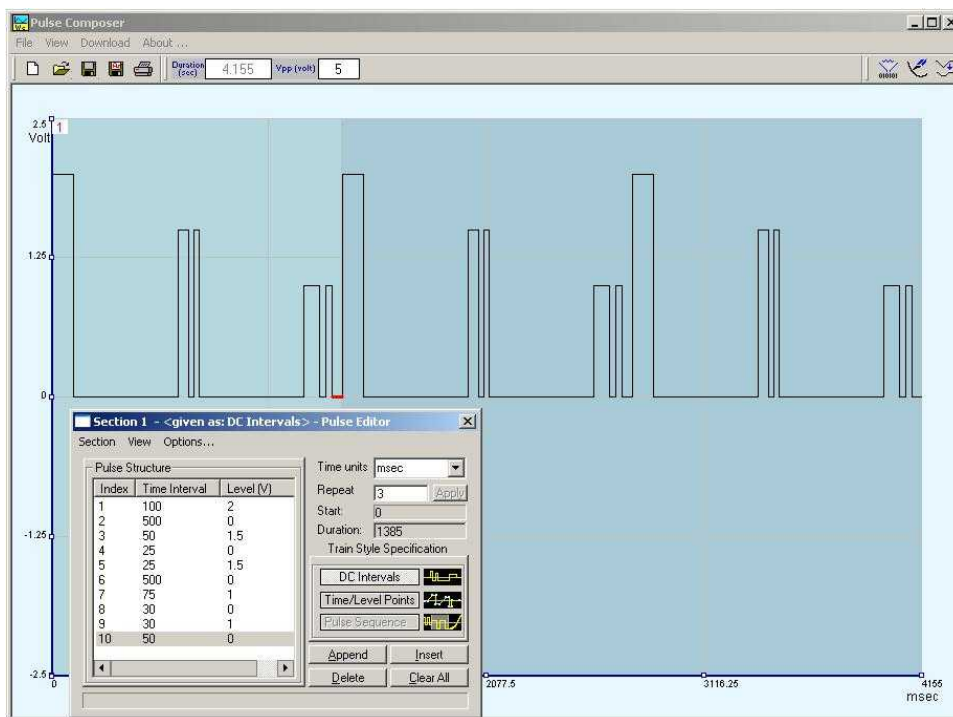 Pulse Composer
File View Download About ...
Duration (sec) 4.155 Vpp (volt) 5
2.5
Volt
1
1.25
0
-1.25
-2.5
0 2077.5 3116.25 4155
msec
Section 1 - <given as: DC Intervals> - Pulse Editor
Section View Options...
Pulse Structure
Index Time Interval Level (V)
1 100 2
2 500 0
3 50 1.5
4 25 0
5 25 1.5
6 500 0
7 75 1
8 30 0
9 30 1
10 50 0
Time units msec
Repeat 3 Apply
Start: 0
Duration: 1385
Train Style Specification
DC Intervals
Time/Level Points
Pulse Sequence
Append Insert
Delete Clear All